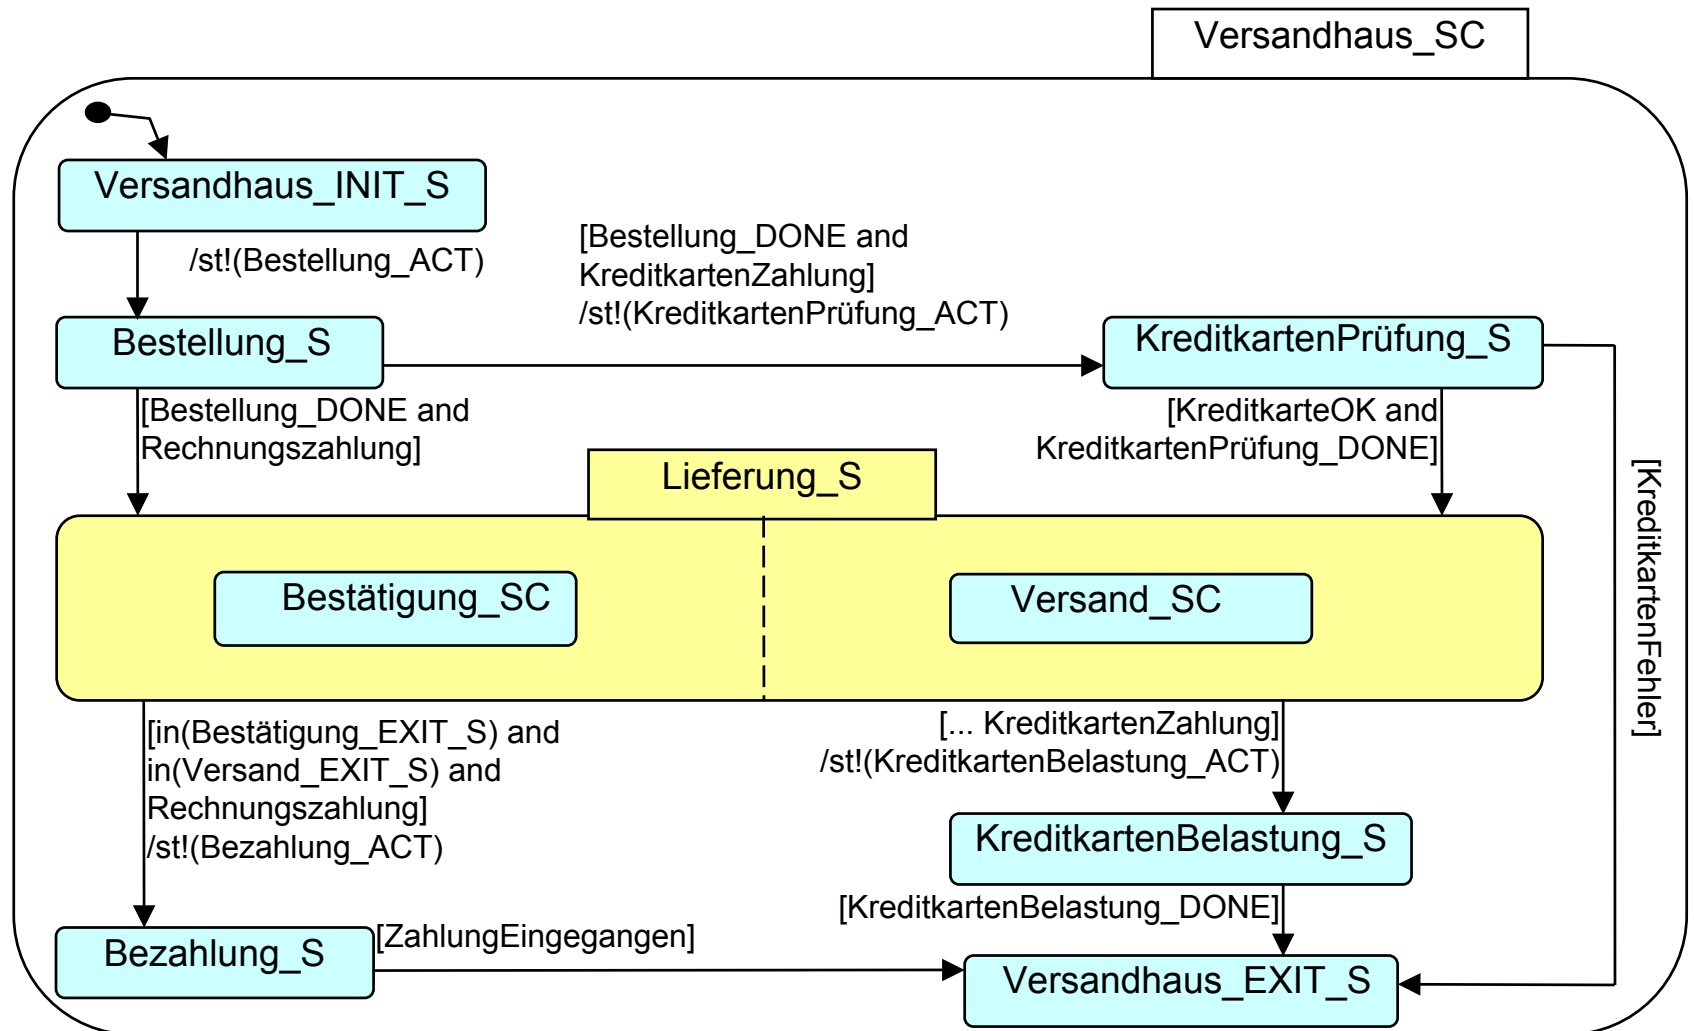 Versandhaus_SC
Versandhaus_INIT_S
/st!(Bestellung_ACT)
[Bestellung_DONE and
KreditkartenZahlung]
/st!(KreditkartenPrüfung_ACT)
Bestellung_S
KreditkartenPrüfung_S
[Bestellung_DONE and
Rechnungszahlung]
[KreditkarteOK and
KreditkartenPrüfung_DONE]
[KreditkartenFehler]
Lieferung_S
Bestätigung_SC
Versand_SC
[in(Bestätigung_EXIT_S) and
in(Versand_EXIT_S) and
Rechnungszahlung]
/st!(Bezahlung_ACT)
[... KreditkartenZahlung]
/st!(KreditkartenBelastung_ACT)
KreditkartenBelastung_S
[KreditkartenBelastung_DONE]
Bezahlung_S
[ZahlungEingegangen]
Versandhaus_EXIT_S